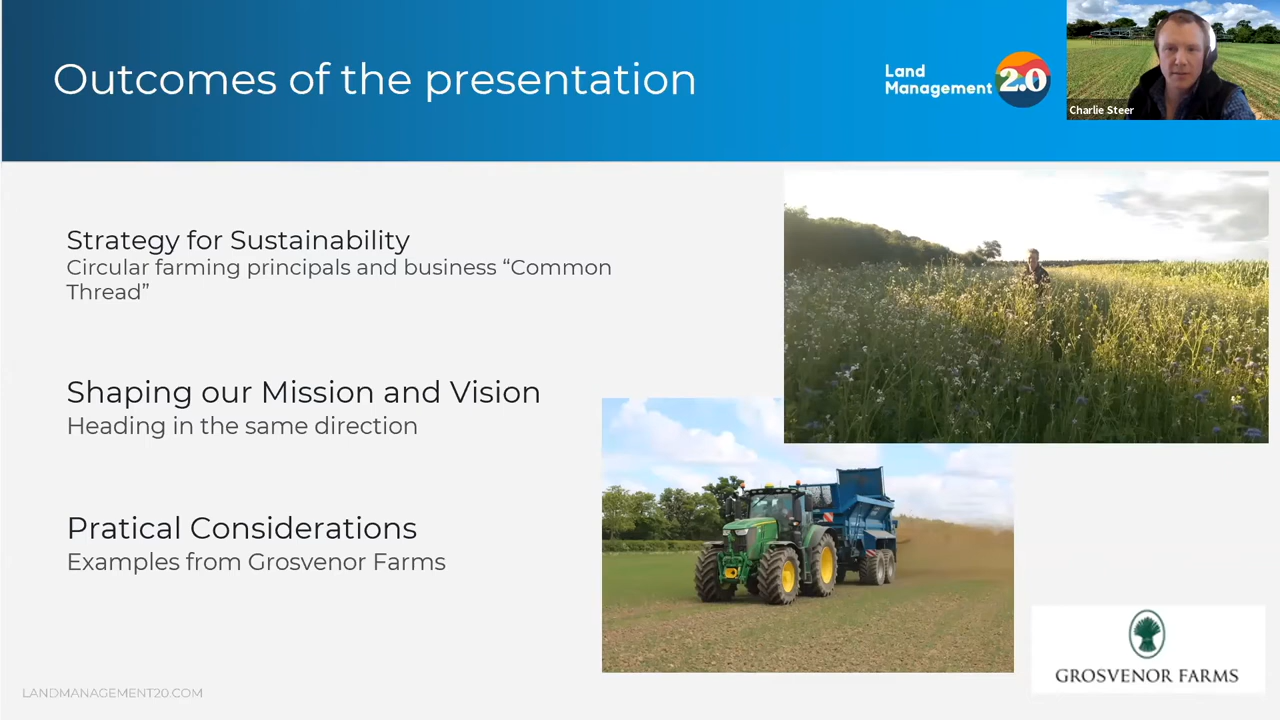 Outcomes of the presentation
Land
Management
2.0
Charlie Steer
Strategy for Sustainability
Circular farming principals and business “Common
Thread”
Shaping our Mission and Vision
Heading in the same direction
Pratical Considerations
Examples from Grosvenor Farms
GROSVENOR FARMS
LANDMANAGEMENT20.COM